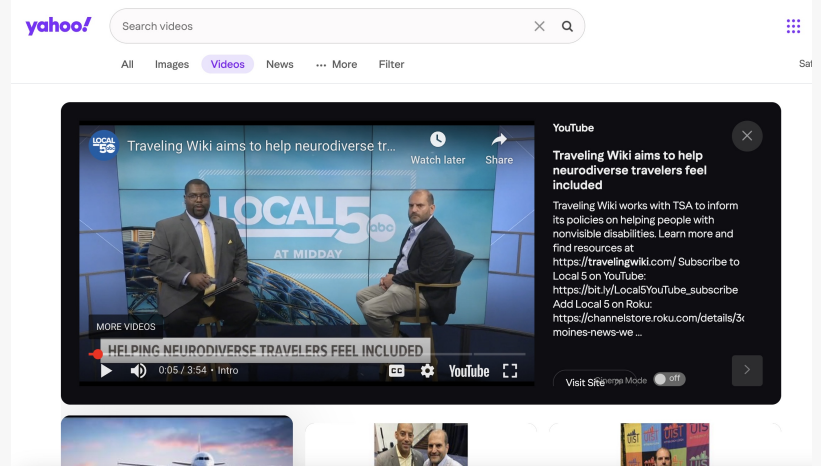 yahoo!
Search videos
All Images Videos News ... More Filter
Sat
LOCAL
5
Traveling Wiki aims to help neurodiverse tr...
Watch later Share
LOCAL 5 abc
AT MIDDAY
MORE VIDEOS
HELPING NEURODIVERSE TRAVELERS FEEL INCLUDED
0:05 / 3:54 • Intro
CC
YouTube
YouTube
Traveling Wiki aims to help
neurodiverse travelers feel
included
Traveling Wiki works with TSA to inform
its policies on helping people with
nonvisible disabilities. Learn more and
find resources at
https://travelingwiki.com/ Subscribe to
Local 5 on YouTube:
https://bit.ly/Local5YouTube_subscribe
Add Local 5 on Roku:
https://channelstore.roku.com/details/3
moines-news-we ...
Visit Site
Cinema Mode
off
UIST
UIST